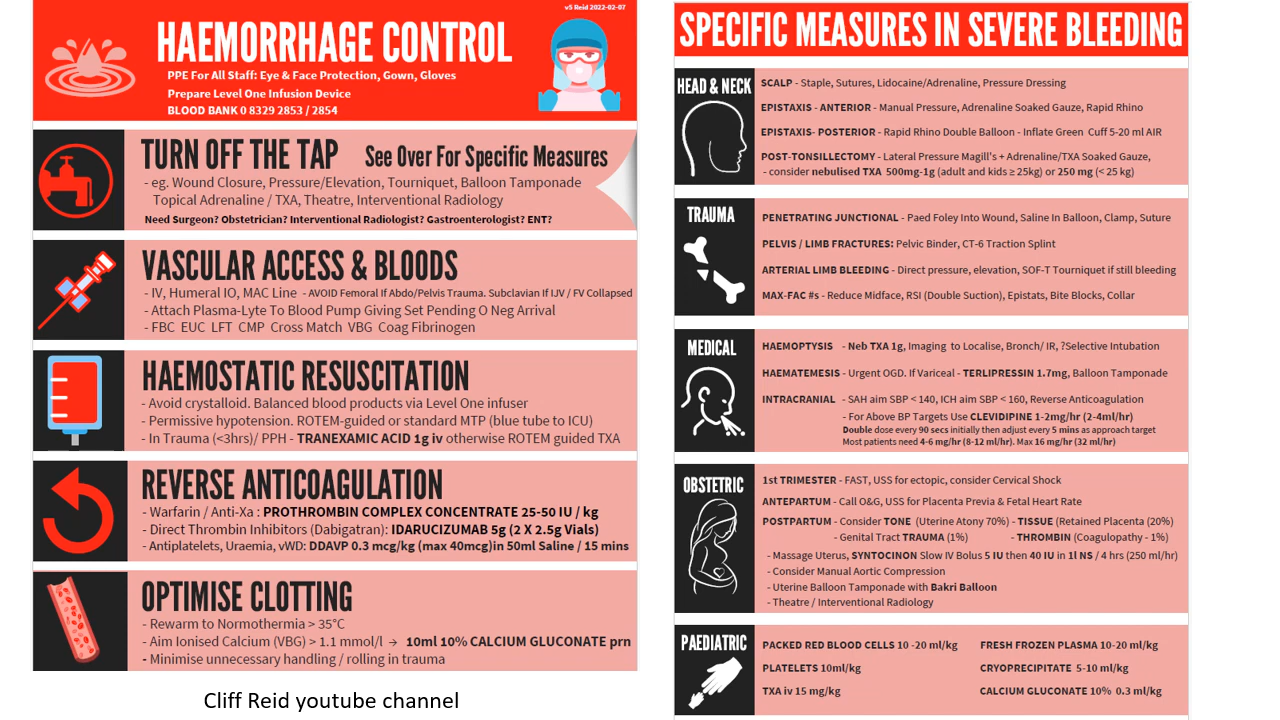 v5 Reid 2022-02-07
HAEMORRHAGE CONTROL
PPE For All Staff: Eye & Face Protection, Gown, Gloves
Prepare Level One Infusion Device
BLOOD BANK 0 8329 2853 / 2854
TURN OFF THE TAP See Over For Specific Measures
- eg. Wound Closure, Pressure/Elevation, Tourniquet, Balloon Tamponade
Topical Adrenaline / TXA, Theatre, Interventional Radiology
Need Surgeon? Obstetrician? Interventional Radiologist? Gastroenterologist? ENT?
VASCULAR ACCESS & BLOODS
- IV, Humeral IO, MAC Line - AVOID Femoral If Abdo/Pelvis Trauma. Subclavian If IJV / FV Collapsed
- Attach Plasma-Lyte To Blood Pump Giving Set Pending O Neg Arrival
- FBC EUC LFT CMP Cross Match VBG Coag Fibrinogen
HAEMOSTATIC RESUSCITATION
- Avoid crystalloid. Balanced blood products via Level One infuser
- Permissive hypotension. ROTEM-guided or standard MTP (blue tube to ICU)
- In Trauma (<3hrs)/ PPH - TRANEXAMIC ACID 1g iv otherwise ROTEM guided TXA
REVERSE ANTICOAGULATION
- Warfarin / Anti-Xa : PROTHROMBIN COMPLEX CONCENTRATE 25-50 IU / kg
- Direct Thrombin Inhibitors (Dabigatran): IDARUCIZUMAB 5g (2 X 2.5g Vials)
- Antiplatelets, Uraemia, vWD: DDAVP 0.3 mcg/kg (max 40mcg)in 50ml Saline / 15 mins
OPTIMISE CLOTTING
- Rewarm to Normothermia > 35°C
- Aim Ionised Calcium (VBG) > 1.1 mmol/l → 10ml 10% CALCIUM GLUCONATE prn
- Minimise unnecessary handling / rolling in trauma
Cliff Reid youtube channel
SPECIFIC MEASURES IN SEVERE BLEEDING
HEAD & NECK
SCALP - Staple, Sutures, Lidocaine/Adrenaline, Pressure Dressing
EPISTAXIS - ANTERIOR - Manual Pressure, Adrenaline Soaked Gauze, Rapid Rhino
EPISTAXIS- POSTERIOR - Rapid Rhino Double Balloon - Inflate Green Cuff 5-20 ml AIR
POST-TONSILLECTOMY - Lateral Pressure Magill's + Adrenaline/TXA Soaked Gauze,
- consider nebulised TXA 500mg-1g (adult and kids ≥ 25kg) or 250 mg (< 25 kg)
TRAUMA
PENETRATING JUNCTIONAL - Paed Foley Into Wound, Saline In Balloon, Clamp, Suture
PELVIS / LIMB FRACTURES: Pelvic Binder, CT-6 Traction Splint
ARTERIAL LIMB BLEEDING - Direct pressure, elevation, SOF-T Tourniquet if still bleeding
MAX-FAC #s - Reduce Midface, RSI (Double Suction), Epistats, Bite Blocks, Collar
MEDICAL
HAEMOPTYSIS - Neb TXA 1g, Imaging to Localise, Bronch/ IR, ?Selective Intubation
HAEMATEMESIS - Urgent OGD. If Variceal - TERLIPRESSIN 1.7mg, Balloon Tamponade
INTRACRANIAL - SAH aim SBP < 140, ICH aim SBP < 160, Reverse Anticoagulation
- For Above BP Targets Use CLEVIDIPINE 1-2mg/hr (2-4ml/hr)
Double dose every 90 secs initially then adjust every 5 mins as approach target
Most patients need 4-6 mg/hr (8-12 ml/hr). Max 16 mg/hr (32 ml/hr)
OBSTETRIC
1st TRIMESTER - FAST, USS for ectopic, consider Cervical Shock
ANTEPARTUM - Call O&G, USS for Placenta Previa & Fetal Heart Rate
POSTPARTUM - Consider TONE (Uterine Atony 70%) - TISSUE (Retained Placenta (20%)
- Genital Tract TRAUMA (1%) - THROMBIN (Coagulopathy - 1%)
- Massage Uterus, SYNTOCINON Slow IV Bolus 5 IU then 40 IU in 1l NS / 4 hrs (250 ml/hr)
- Consider Manual Aortic Compression
- Uterine Balloon Tamponade with Bakri Balloon
- Theatre / Interventional Radiology
PAEDIATRIC
PACKED RED BLOOD CELLS 10 -20 ml/kg FRESH FROZEN PLASMA 10-20 ml/kg
PLATELETS 10ml/kg CRYOPRECIPITATE 5-10 ml/kg
TXA iv 15 mg/kg CALCIUM GLUCONATE 10% 0.3 ml/kg